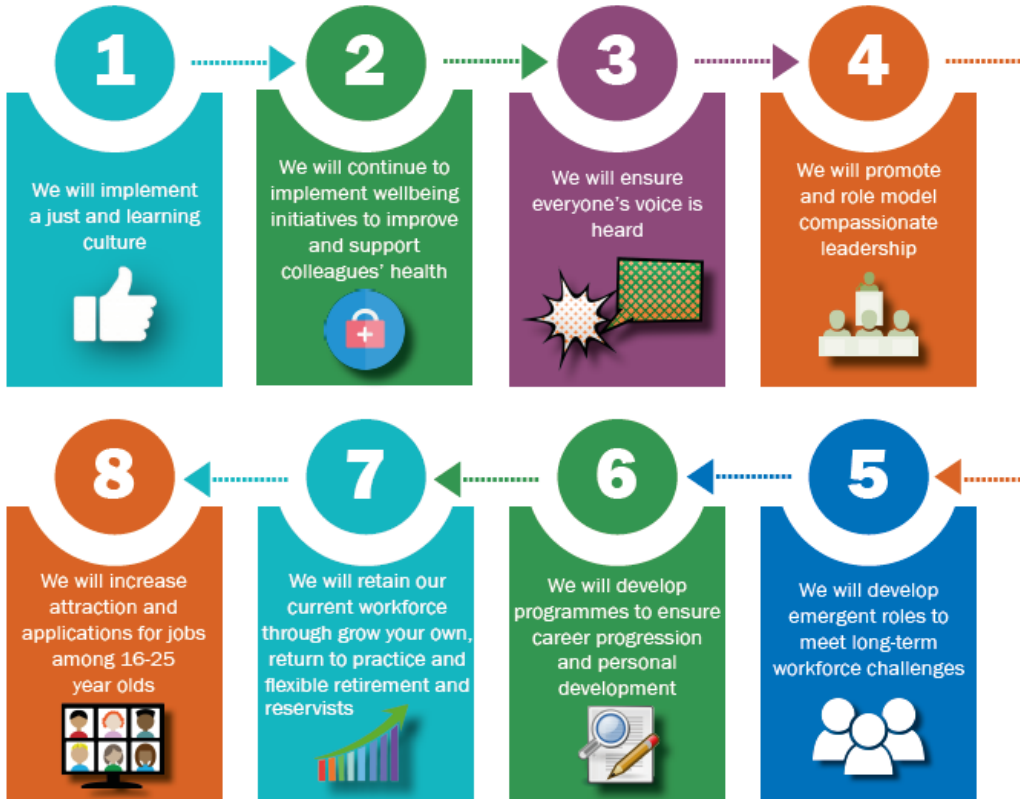 1
We will implement
a just and learning
culture
2
We will continue to
implement wellbeing
initiatives to improve
and support
colleagues’ health
3
We will ensure
everyone’s voice is
heard
4
We will promote
and role model
compassionate
leadership
5
We will develop
emergent roles to
meet long-term
workforce challenges
6
We will develop
programmes to ensure
career progression
and personal
development
7
We will retain our
current workforce
through grow your own,
return to practice and
flexible retirement and
reservists
8
We will increase
attraction and
applications for jobs
among 16-25
year olds